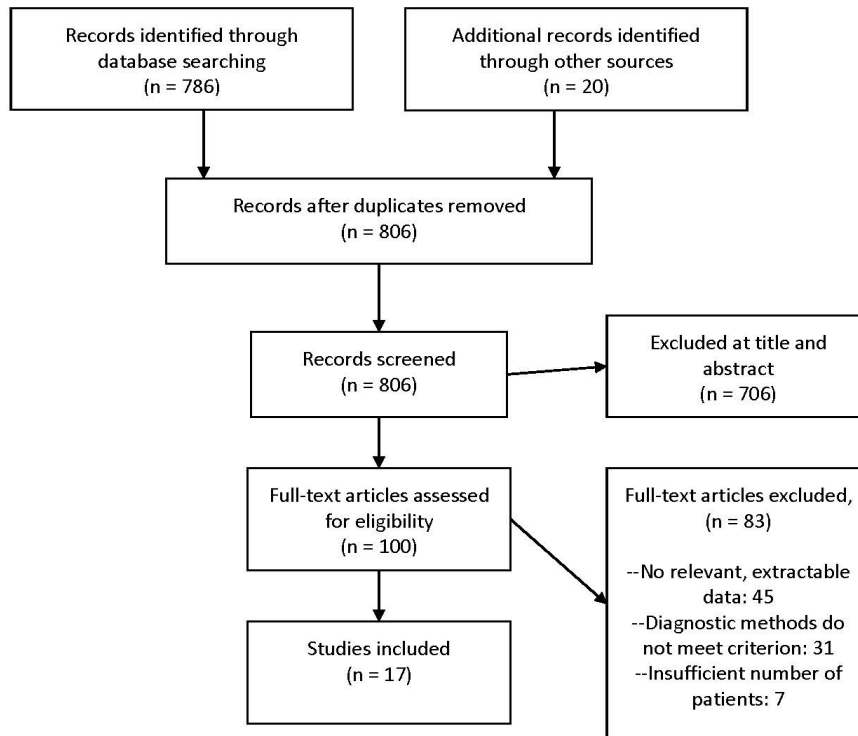 Records identified through
database searching
(n = 786)
Additional records identified
through other sources
(n = 20)
Records after duplicates removed
(n = 806)
Records screened
(n = 806)
Excluded at title and
abstract
(n = 706)
Full-text articles assessed
for eligibility
(n = 100)
Full-text articles excluded,
(n = 83)
--No relevant, extractable
data: 45
--Diagnostic methods do
not meet criterion: 31
--Insufficient number of
patients: 7
Studies included
(n = 17)